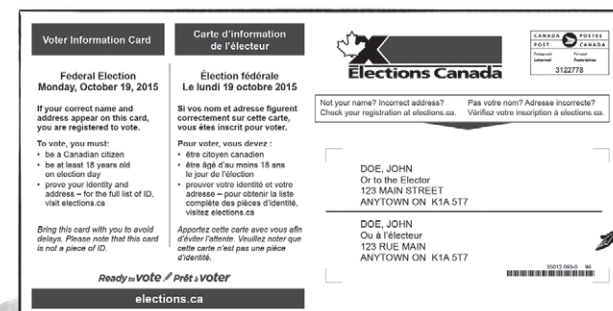 Voter Information Card
Federal Election
Monday, October 19, 2015
If your correct name and
address appear on this card,
you are registered to vote.
To vote, you must:
• be a Canadian citizen
• be at least 18 years old
on election day
• prove your identity and
address – for the full list of ID,
visit elections.ca
Bring this card with you to avoid
delays. Please note that this card
is not a piece of ID.
Carte d'information
de l'électeur
Élection fédérale
Le lundi 19 octobre 2015
Si vos nom et adresse figurent
correctement sur cette carte,
vous êtes inscrit pour voter.
Pour voter, vous devez :
• être citoyen canadien
• être âgé d'au moins 18 ans
le jour de l'élection
• prouver votre identité et votre
adresse – pour obtenir la liste
complète des pièces d'identité,
visitez elections.ca
Apportez cette carte avec vous afin
d'éviter l'attente. Veuillez noter que
cette carte n'est pas une pièce
d'identité.
Ready to vote Prêt à voter
elections.ca
Elections Canada
CANADA POSTES
POST CANADA
3122778
Not your name? Incorrect address?
Check your registration at elections.ca.
Pas votre nom? Adresse incorrecte?
Vérifiez votre inscription à elections.ca.
DOE, JOHN
Or to the Elector
123 MAIN STREET
ANYTOWN ON K1A 5T7
DOE, JOHN
Ou à l'électeur
123 RUE MAIN
ANYTOWN ON K1A 5T7